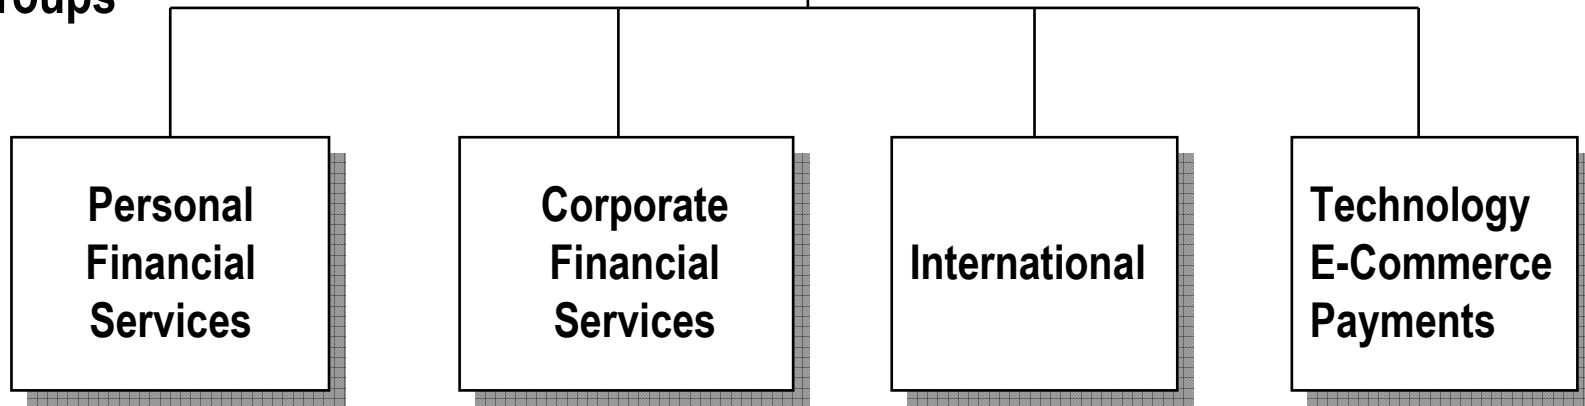 Personal
Financial
Services
Corporate
Financial
Services
International
Technology
E-Commerce
Payments